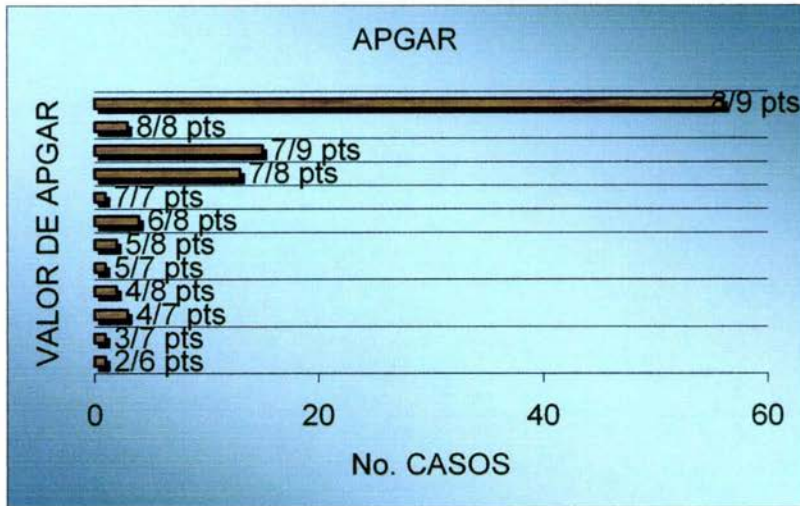 APGAR
VALOR DE APGAR
8/9 pts
8/8 pts
7/9 pts
7/8 pts
7/7 pts
6/8 pts
5/8 pts
5/7 pts
4/8 pts
4/7 pts
3/7 pts
2/6 pts
0 20 40 60
No. CASOS